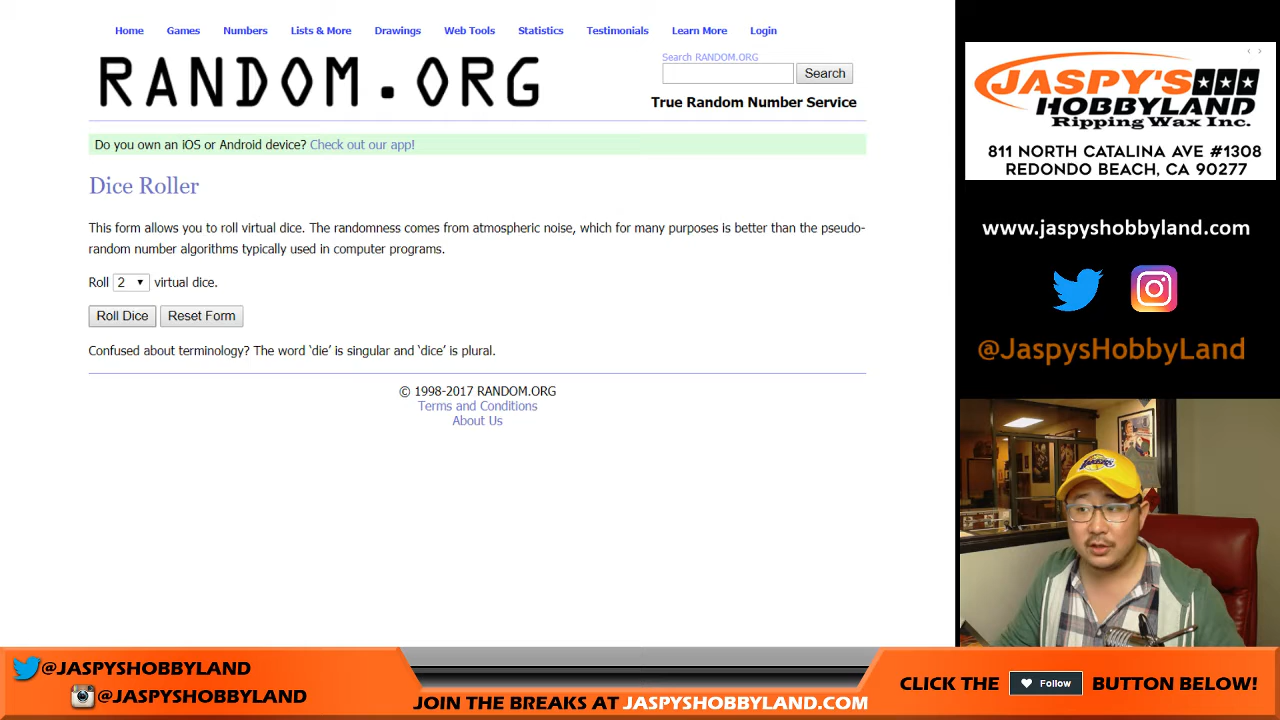 Home Games Numbers Lists & More Drawings Web Tools Statistics Testimonials Learn More Login
RANDOM.ORG
Search RANDOM.ORG
Search
True Random Number Service
Do you own an iOS or Android device? Check out our app!
Dice Roller
This form allows you to roll virtual dice. The randomness comes from atmospheric noise, which for many purposes is better than the pseudo-
random number algorithms typically used in computer programs.
Roll 2 virtual dice.
Roll Dice Reset Form
Confused about terminology? The word ‘die’ is singular and ‘dice’ is plural.
© 1998-2017 RANDOM.ORG
Terms and Conditions
About Us
JASPY'S
HOBBYLAND
Ripping Wax Inc.
811 NORTH CATALINA AVE #1308
REDONDO BEACH, CA 90277
www.jaspyshobbyland.com
@JaspysHobbyLand
@JASPYSHOBBYLAND
@JASPYSHOBBYLAND
JOIN THE BREAKS AT JASPYSHOBBYLAND.COM
CLICK THE Follow BUTTON BELOW!